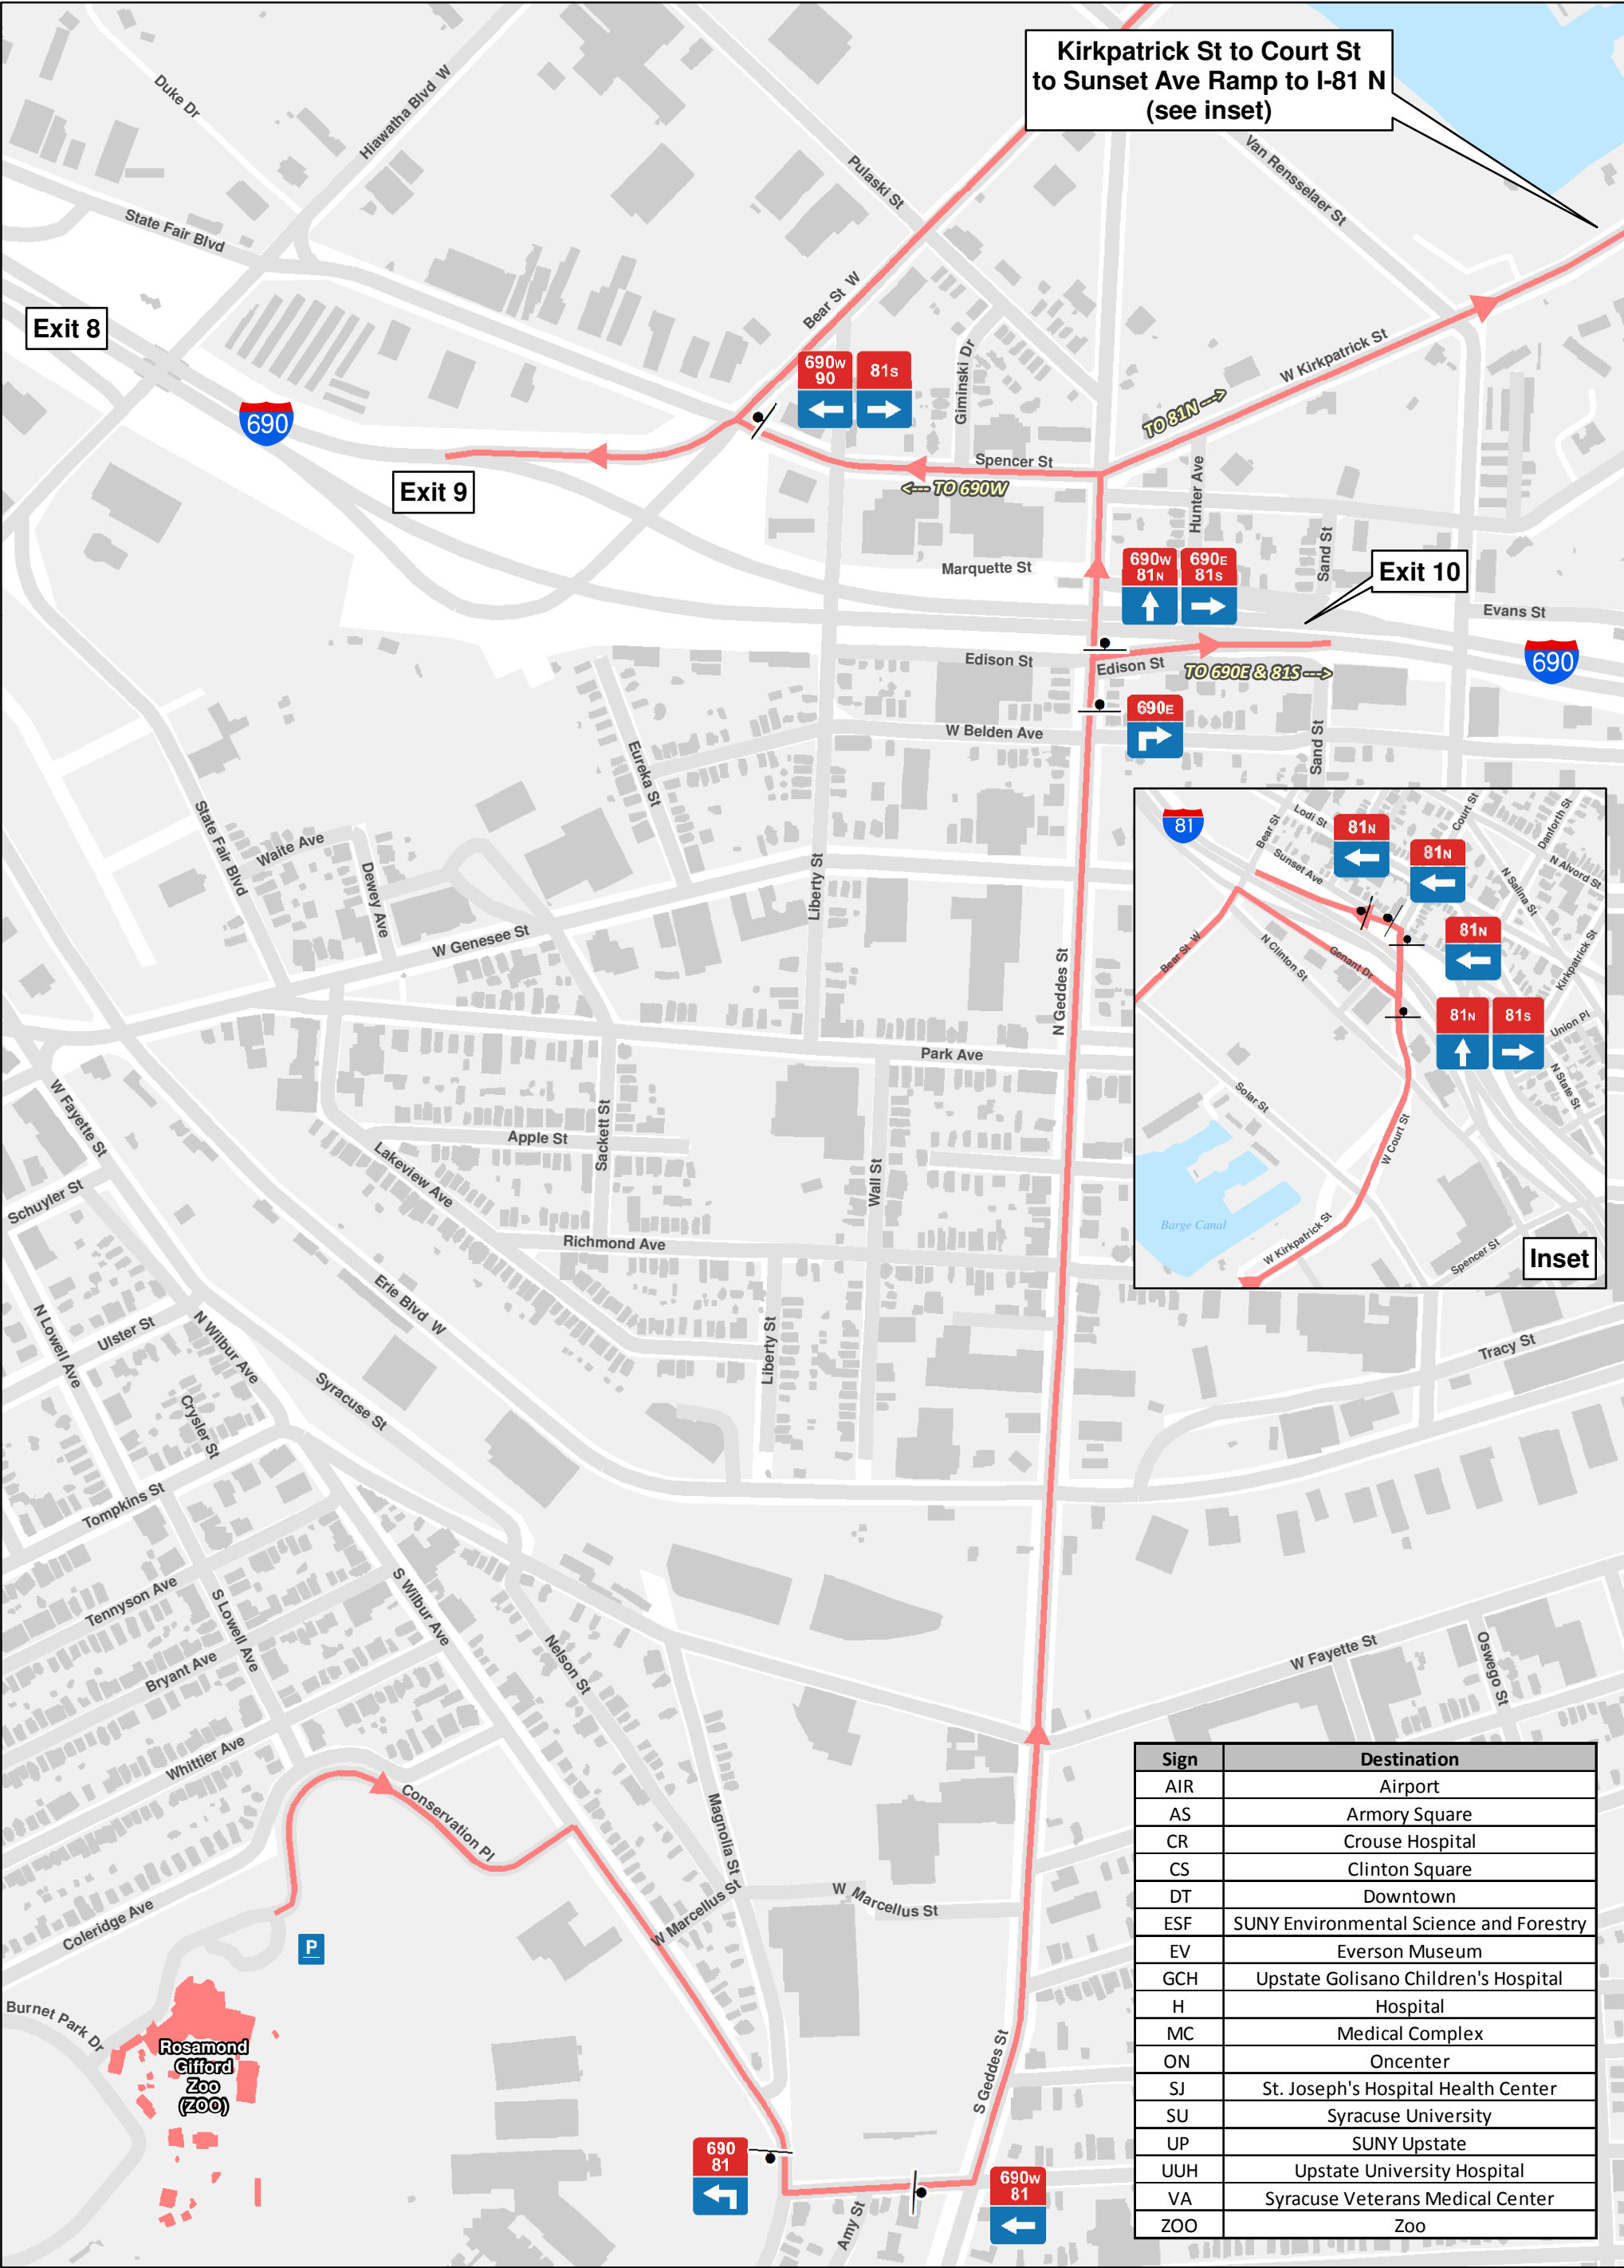 Kirkpatrick St to Court St
to Sunset Ave Ramp to I-81 N
(see inset)
Duke Dr
Hiawatha Blvd W
State Fair Blvd
Pulaski St
Van Rensselaer St
Exit 8
Bear St W
690W
90
81S
Giminski Dr
W Kirkpatrick St
TO 81N --->
690
Exit 9
Spencer St
<--- TO 690W
Hunter Ave
Sand St
Marquette St
690W
81N
690E
81S
Exit 10
Evans St
Edison St
Edison St
TO 690E & 81S --->
690
690E
W Belden Ave
Sand St
Eureka St
State Fair Blvd
Waite Ave
Dewey Ave
W Genesee St
Liberty St
N Geddes St
Park Ave
81
Bear St
Lodi St
81N
Court St
Danforth St
Sunset Ave
81N
N Alvord St
N Salina St
81N
Bear St W
N Clinton St
Genant Dr
Kirkpatrick St
81N
81S
Union Pl
N State St
Solar St
W Court St
Barge Canal
W Kirkpatrick St
Spencer St
Inset
W Fayette St
Schuyler St
Apple St
Sackett St
Lakeview Ave
Wall St
Richmond Ave
Erie Blvd W
N Lowell Ave
Ulster St
N Wilbur Ave
Liberty St
Tracy St
Crysler St
Syracuse St
Tompkins St
Tennyson Ave
S Lowell Ave
S Wilbur Ave
Bryant Ave
Nelson St
W Fayette St
Oswego St
Whittier Ave
Conservation Pl
Magnolia St
W Marcellus St
W Marcellus St
Coleridge Ave
P
Burnet Park Dr
Rosamond
Gifford
Zoo
(ZOO)
S Geddes St
690
81
Amy St
690W
81
Sign Destination
AIR Airport
AS Armory Square
CR Crouse Hospital
CS Clinton Square
DT Downtown
ESF SUNY Environmental Science and Forestry
EV Everson Museum
GCH Upstate Golisano Children's Hospital
H Hospital
MC Medical Complex
ON Oncenter
SJ St. Joseph's Hospital Health Center
SU Syracuse University
UP SUNY Upstate
UUH Upstate University Hospital
VA Syracuse Veterans Medical Center
ZOO Zoo